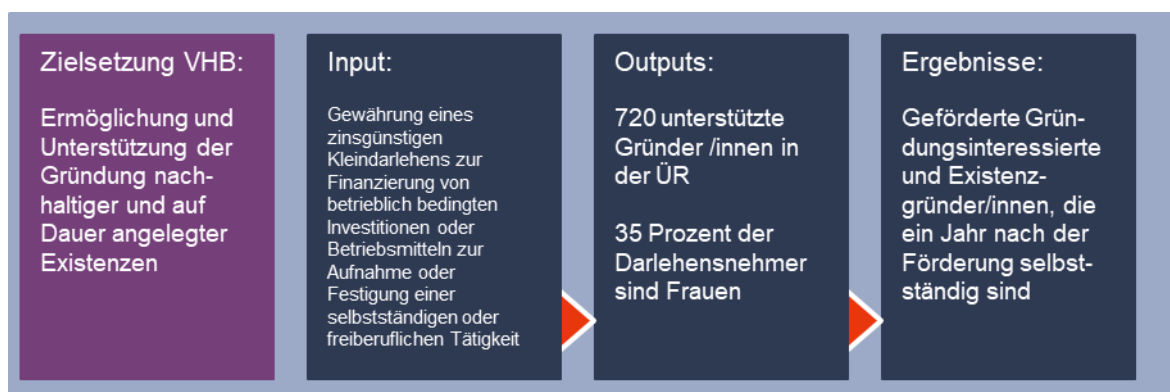 Zielsetzung VHB:
Ermöglichung und
Unterstützung der
Gründung nach-
haltiger und auf
Dauer angelegter
Existenzen
Input:
Gewährung eines
zinsgünstigen
Kleindarlehens zur
Finanzierung von
betrieblich bedingten
Investitionen oder
Betriebsmitteln zur
Aufnahme oder
Festigung einer
selbstständigen oder
freiberuflichen Tätigkeit
Outputs:
720 unterstützte
Gründer /innen in
der ÜR
35 Prozent der
Darlehensnehmer
sind Frauen
Ergebnisse:
Geförderte Grün-
dungsinteressierte
und Existenz-
gründer/innen, die
ein Jahr nach der
Förderung selbst-
ständig sind